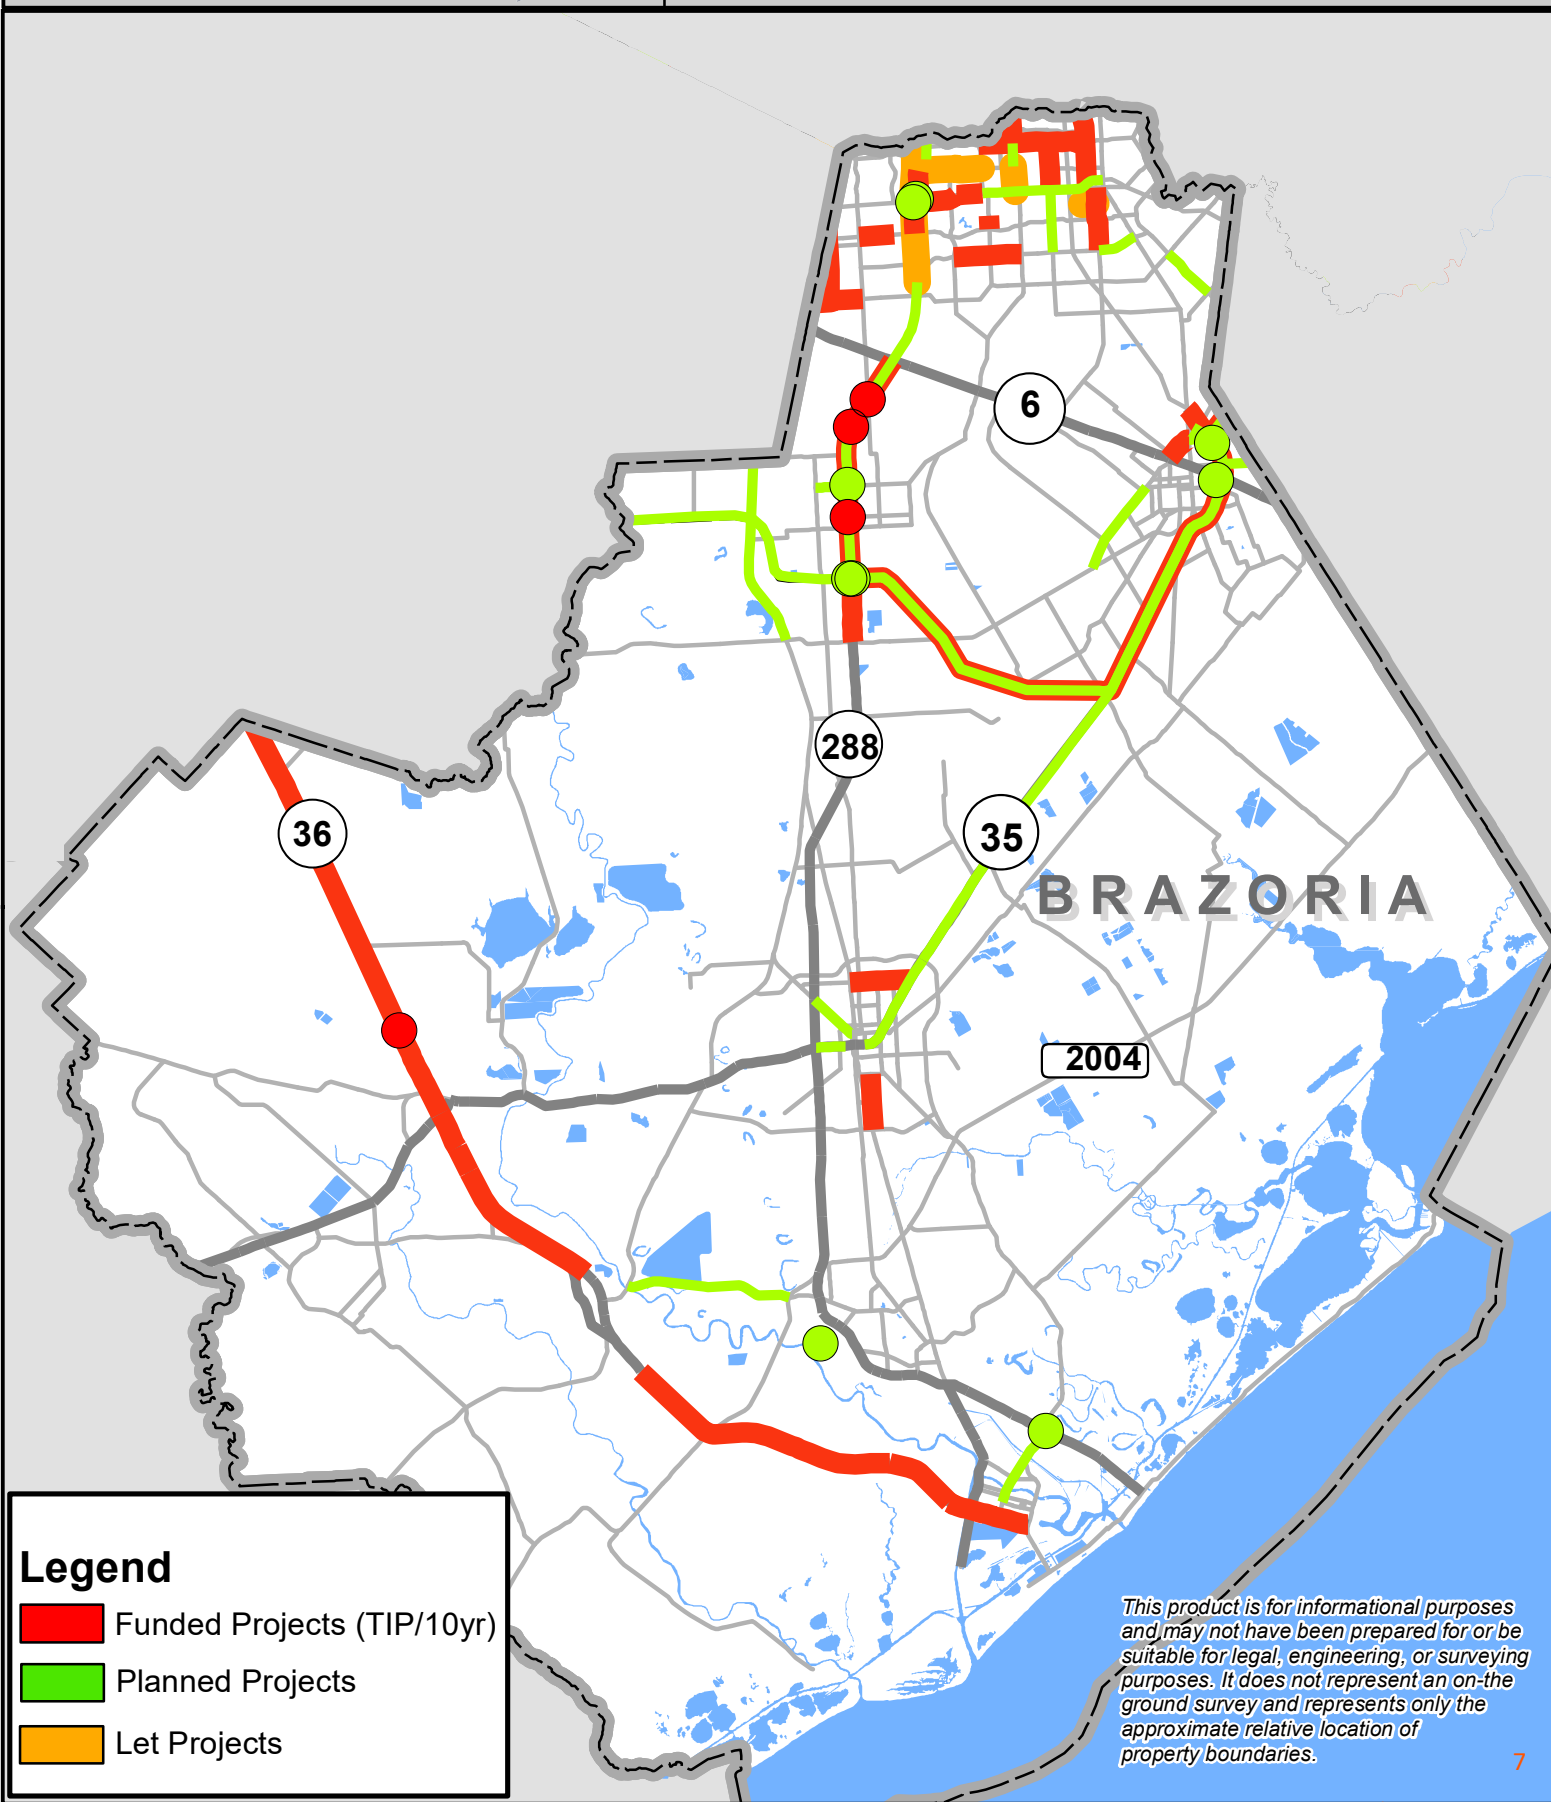 6
288
36
35
BRAZORIA
2004
Legend
Funded Projects (TIP/10yr)
Planned Projects
Let Projects
This product is for informational purposes
and may not have been prepared for or be
suitable for legal, engineering, or surveying
purposes. It does not represent an on-the
ground survey and represents only the
approximate relative location of
property boundaries.
7